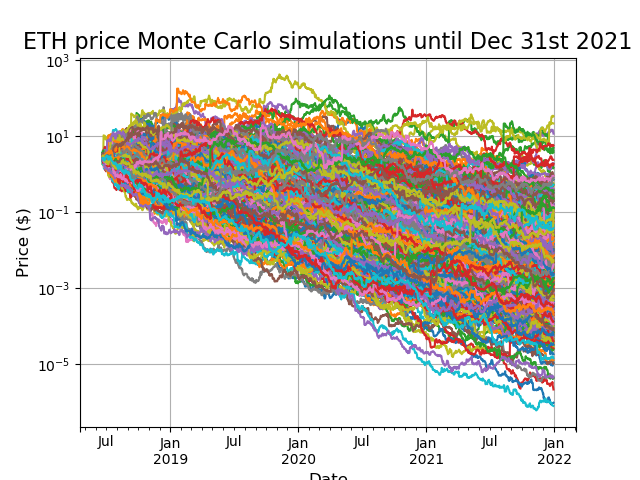 ETH price Monte Carlo simulations until Dec 31st 2021
10³
10¹
10⁻¹
10⁻³
10⁻⁵
Price ($)
Jul Jan Jul Jan Jul Jan Jul Jan
2019 2020 2021 2022
Date